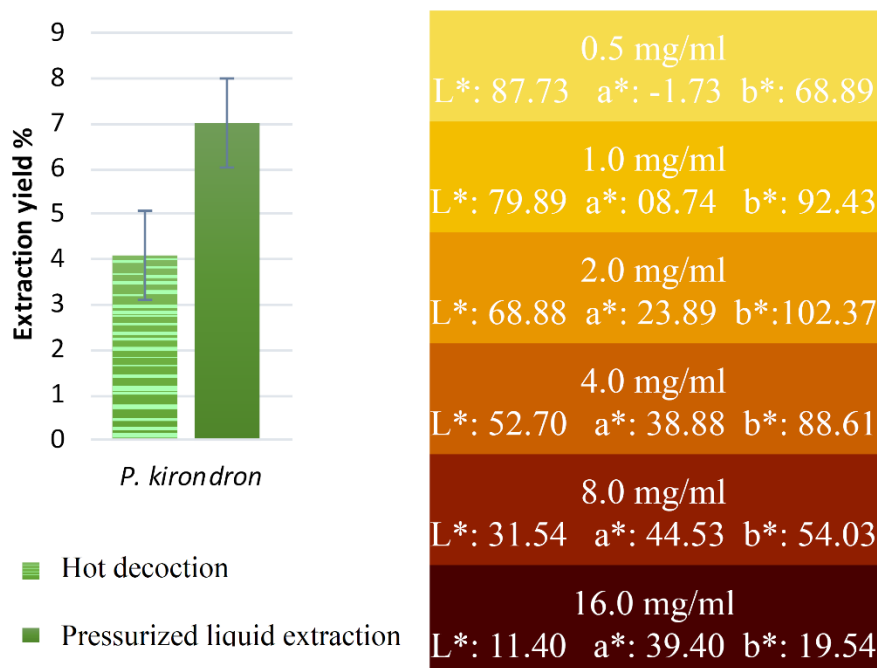 9
8
7
6
5
4
3
2
1
0
Extraction yield %
P. kirondron
Hot decoction
Pressurized liquid extraction
0.5 mg/ml
L*: 87.73 a*: -1.73 b*: 68.89
1.0 mg/ml
L*: 79.89 a*: 08.74 b*: 92.43
2.0 mg/ml
L*: 68.88 a*: 23.89 b*:102.37
4.0 mg/ml
L*: 52.70 a*: 38.88 b*: 88.61
8.0 mg/ml
L*: 31.54 a*: 44.53 b*: 54.03
16.0 mg/ml
L*: 11.40 a*: 39.40 b*: 19.54